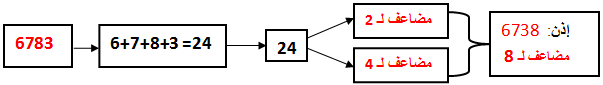 6783
6+7+8+3 =24
24
مضاعف لـ 2
مضاعف لـ 4
إذن: 6738
مضاعف لـ 8